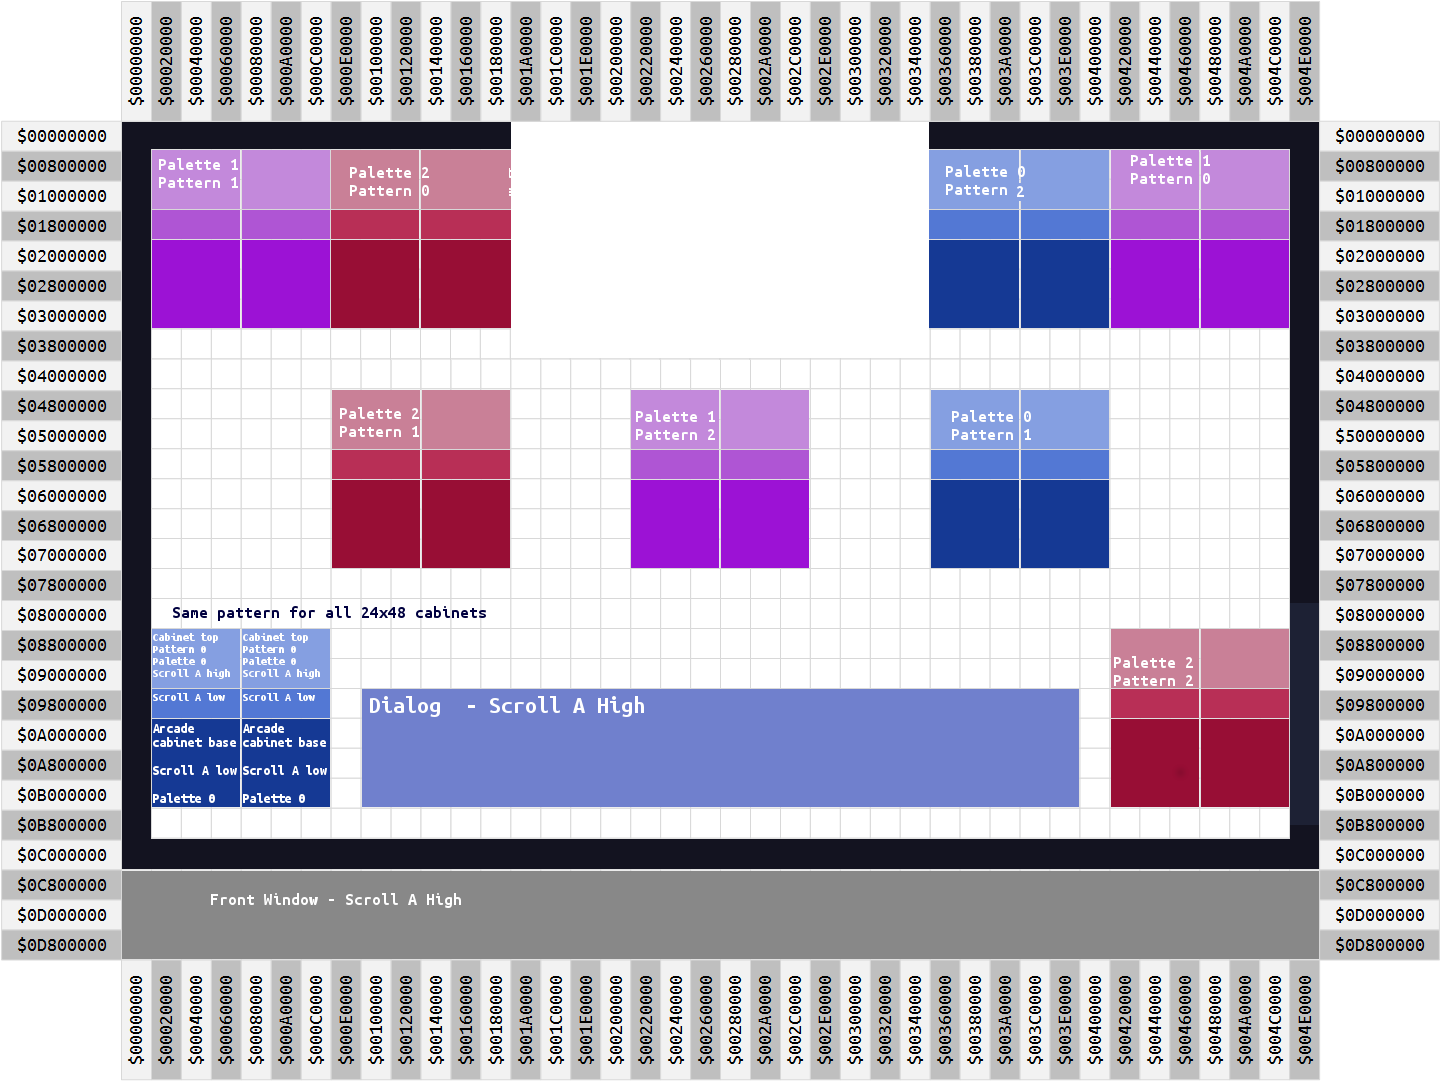 $00000000 $00020000 $00040000 $00060000 $00080000 $000A0000 $000C0000 $000E0000 $00100000 $00120000 $00140000 $00160000 $00180000 $001A0000 $001C0000 $001E0000 $00200000 $00220000 $00240000 $00260000 $00280000 $002A0000 $002C0000 $002E0000 $00300000 $00320000 $00340000 $00360000 $00380000 $003A0000 $003C0000 $003E0000 $00400000 $00420000 $00440000 $00460000 $00480000 $004A0000 $004C0000 $004E0000
$00000000 $00000000
$00800000 Palette 1 Palette 2 Palette 0 Palette 1 $00800000
Pattern 1 Pattern 0 Pattern 2 Pattern 0
$01000000 $01000000
$01800000 $01800000
$02000000 $02000000
$02800000 $02800000
$03000000 $03000000
$03800000 $03800000
$04000000 $04000000
$04800000 Palette 2 Palette 1 Palette 0 $04800000
$05000000 Pattern 1 Pattern 2 Pattern 1 $50000000
$05800000 $05800000
$06000000 $06000000
$06800000 $06800000
$07000000 $07000000
$07800000 $07800000
$08000000 Same pattern for all 24x48 cabinets $08000000
$08800000 Cabinet top Cabinet top $08800000
Pattern 0 Pattern 0
Palette 0 Palette 0 Palette 2
$09000000 Scroll A high Scroll A high Pattern 2 $09000000
$09800000 Scroll A low Scroll A low Dialog - Scroll A High $09800000
$0A000000 Arcade Arcade $0A000000
cabinet base cabinet base
$0A800000 Scroll A low Scroll A low $0A800000
$0B000000 Palette 0 Palette 0 $0B000000
$0B800000 $0B800000
$0C000000 $0C000000
$0C800000 Front Window - Scroll A High $0C800000
$0D000000 $0D000000
$0D800000 $0D800000
$00000000 $00020000 $00040000 $00060000 $00080000 $000A0000 $000C0000 $000E0000 $00100000 $00120000 $00140000 $00160000 $00180000 $001A0000 $001C0000 $001E0000 $00200000 $00220000 $00240000 $00260000 $00280000 $002A0000 $002C0000 $002E0000 $00300000 $00320000 $00340000 $00360000 $00380000 $003A0000 $003C0000 $003E0000 $00400000 $00420000 $00440000 $00460000 $00480000 $004A0000 $004C0000 $004E0000